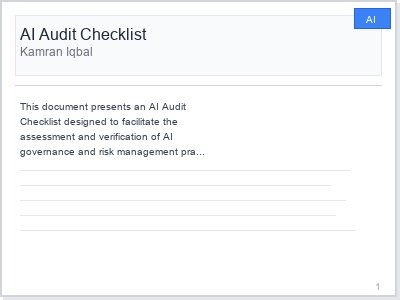 AI
AI Audit Checklist
Kamran Iqbal
This document presents an AI Audit
Checklist designed to facilitate the
assessment and verification of AI
governance and risk management pra...
1